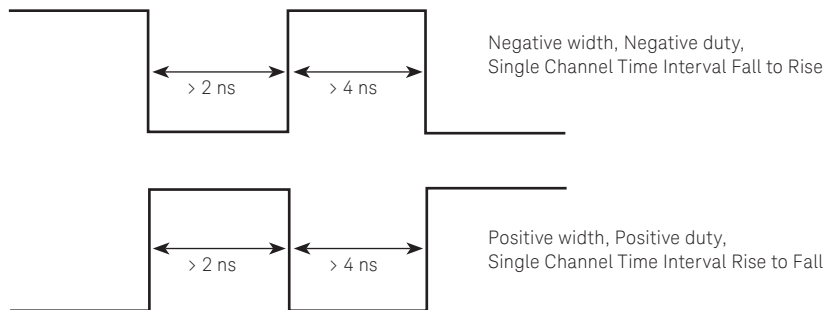 Negative width, Negative duty,
Single Channel Time Interval Fall to Rise
> 2 ns
> 4 ns
Positive width, Positive duty,
Single Channel Time Interval Rise to Fall
> 2 ns
> 4 ns